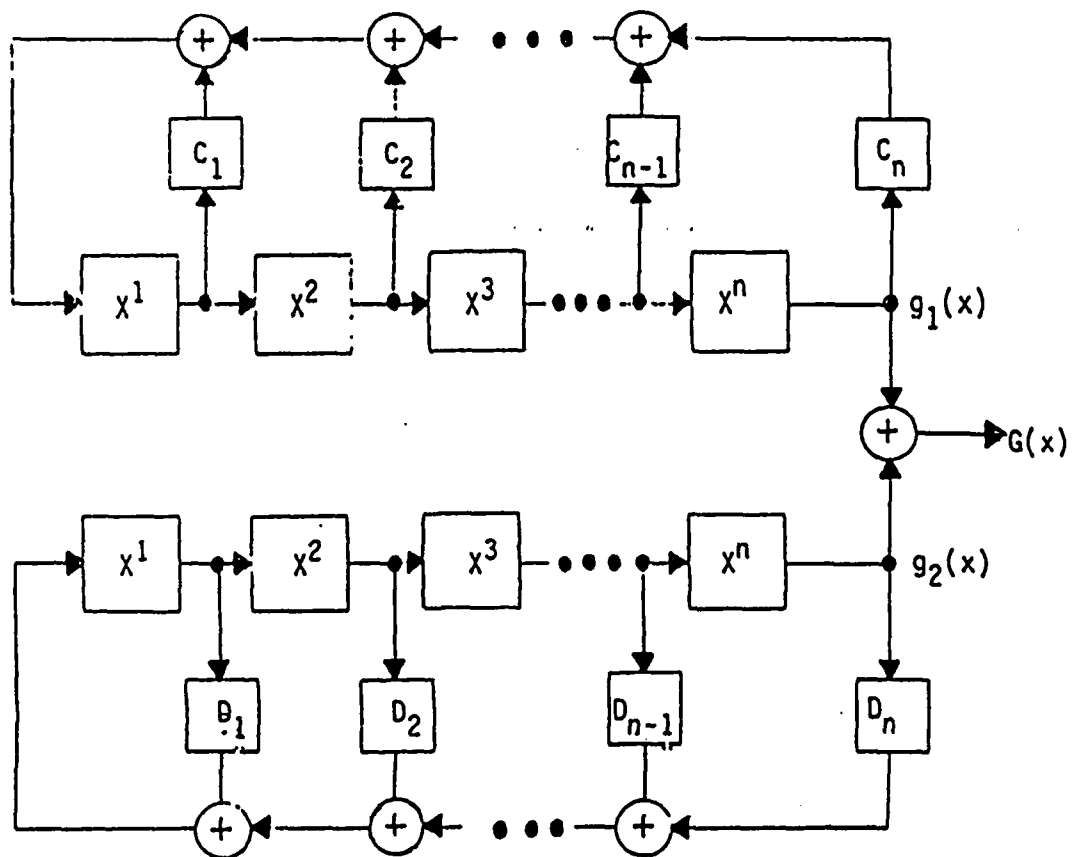 + + • • • +
C₁ C₂ Cₙ₋₁ Cₙ
X¹ X² X³ •••• Xⁿ g₁(x)
+ G(x)
X¹ X² X³ •••• Xⁿ g₂(x)
D₁ D₂ Dₙ₋₁ Dₙ
+ + • • • +